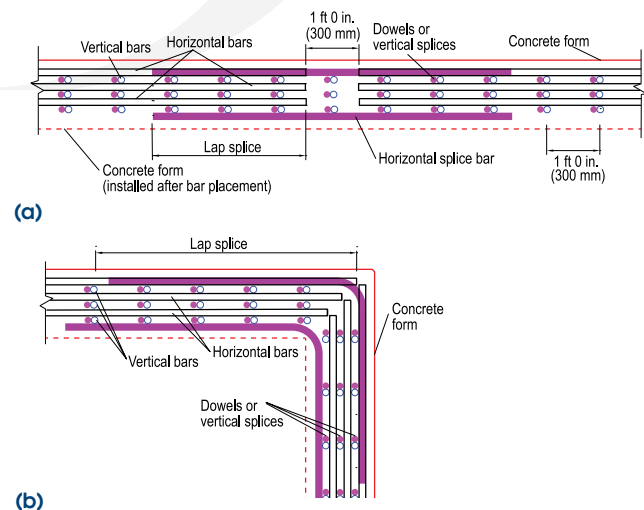 1 ft 0 in.
(300 mm)
Vertical bars
Horizontal bars
Dowels or
vertical splices
Concrete form
Lap splice
Horizontal splice bar
1 ft 0 in.
(300 mm)
Concrete form
(installed after bar placement)
(a)
Lap splice
Concrete
form
Vertical bars
Horizontal bars
Dowels or
vertical splices
(b)